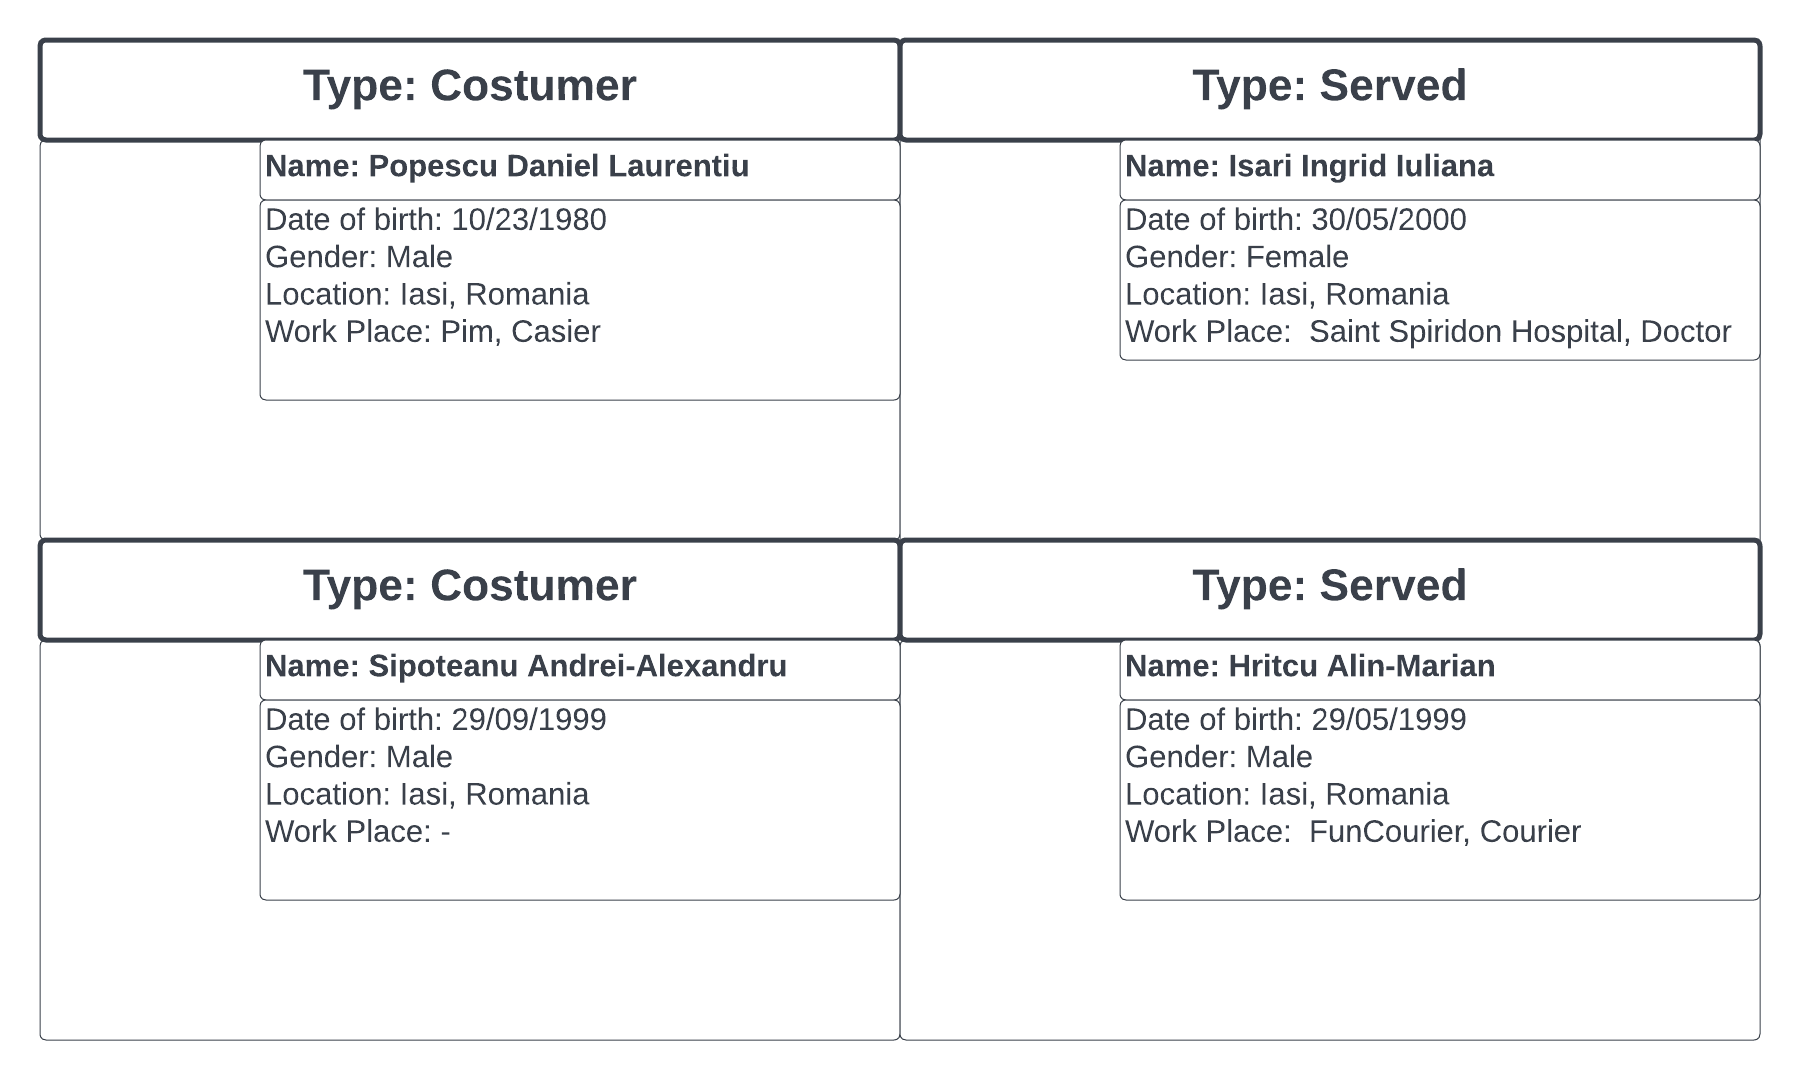 Type: Costumer
Name: Popescu Daniel Laurentiu
Date of birth: 10/23/1980
Gender: Male
Location: Iasi, Romania
Work Place: Pim, Casier
Type: Served
Name: Isari Ingrid Iuliana
Date of birth: 30/05/2000
Gender: Female
Location: Iasi, Romania
Work Place:  Saint Spiridon Hospital, Doctor
Type: Costumer
Name: Sipoteanu Andrei-Alexandru
Date of birth: 29/09/1999
Gender: Male
Location: Iasi, Romania
Work Place: -
Type: Served
Name: Hritcu Alin-Marian
Date of birth: 29/05/1999
Gender: Male
Location: Iasi, Romania
Work Place:  FunCourier, Courier